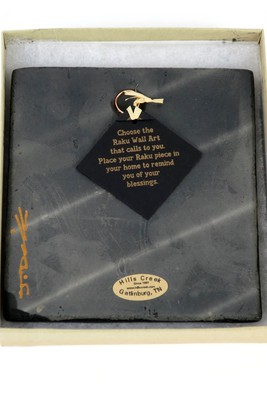 Choose the
Raku Wall Art
that calls to you.
Place your Raku piece in
your home to remind
you of your
blessings.
Hills Creek
Gatlinburg, TN